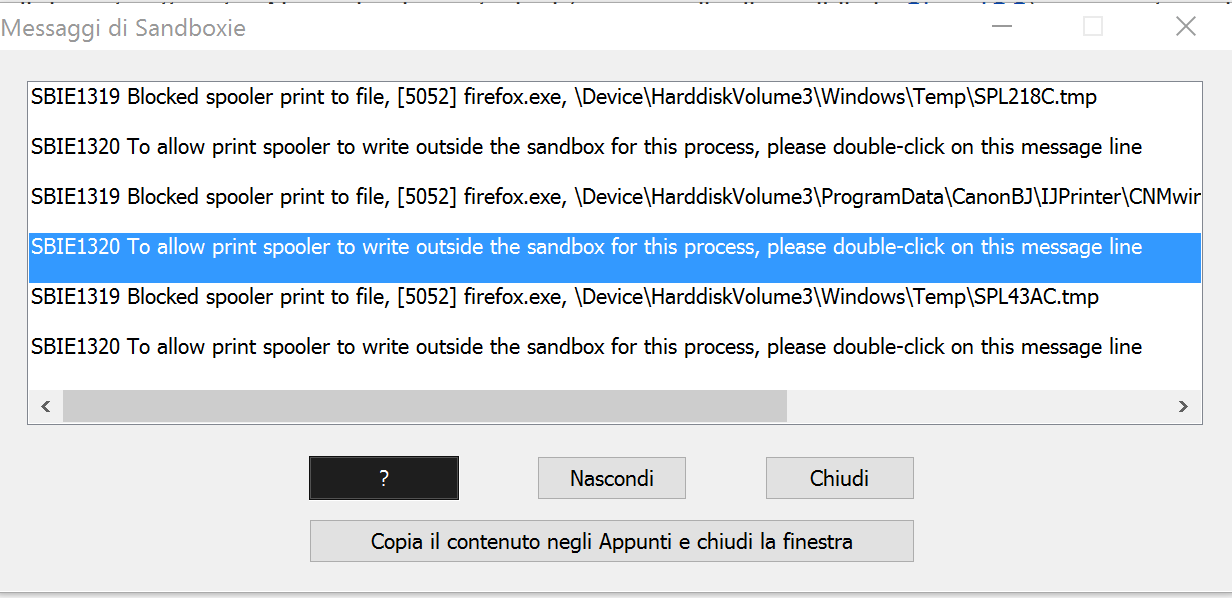 Messaggi di Sandboxie
SBIE1319 Blocked spooler print to file, [5052] firefox.exe, \Device\HarddiskVolume3\Windows\Temp\SPL218C.tmp
SBIE1320 To allow print spooler to write outside the sandbox for this process, please double-click on this message line
SBIE1319 Blocked spooler print to file, [5052] firefox.exe, \Device\HarddiskVolume3\ProgramData\CanonBJ\IJPrinter\CNMwin
SBIE1320 To allow print spooler to write outside the sandbox for this process, please double-click on this message line
SBIE1319 Blocked spooler print to file, [5052] firefox.exe, \Device\HarddiskVolume3\Windows\Temp\SPL43AC.tmp
SBIE1320 To allow print spooler to write outside the sandbox for this process, please double-click on this message line
?
Nascondi
Chiudi
Copia il contenuto negli Appunti e chiudi la finestra